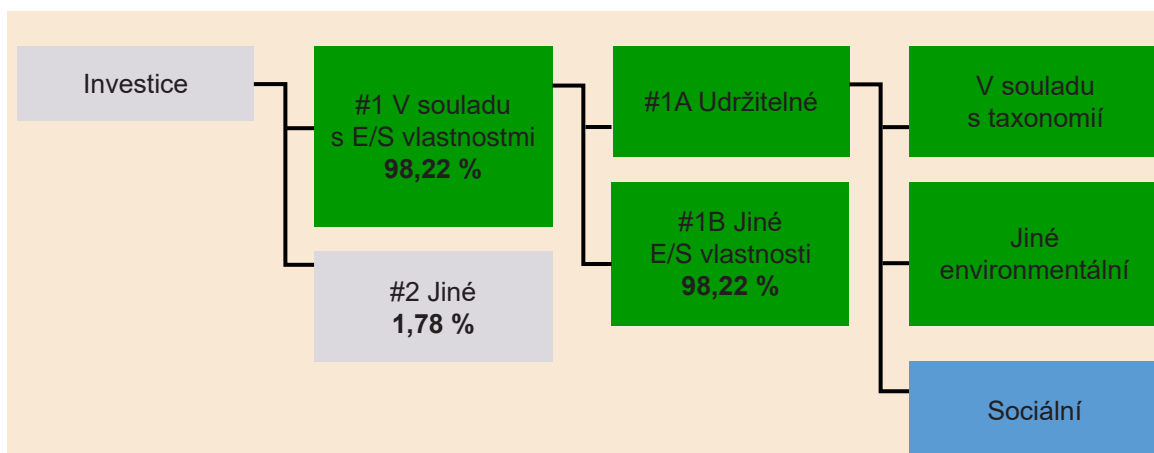 Investice
#1 V souladu
s E/S vlastnostmi
98,22 %
#2 Jiné
1,78 %
#1A Udržitelné
#1B Jiné
E/S vlastnosti
98,22 %
V souladu
s taxonomií
Jiné
environmentální
Sociální